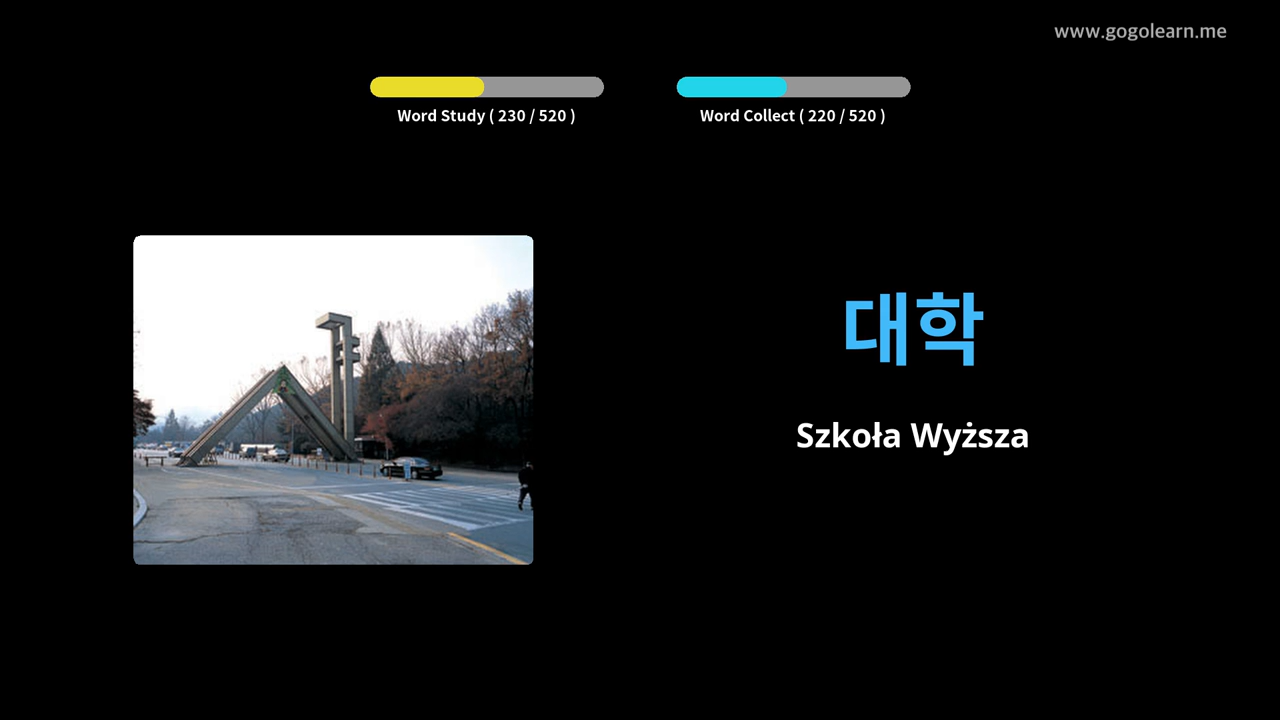 www.gogolearn.me
Word Study ( 230 / 520 )
Word Collect ( 220 / 520 )
대학
Szkoła Wyższa